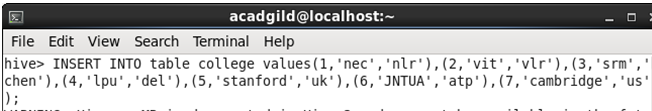 acadgild@localhost:~
File Edit View Search Terminal Help
hive> INSERT INTO table college values(1,'nec','nlr'),(2,'vit','vlr'),(3,'srm','
chen'),(4,'lpu','del'),(5,'stanford','uk'),(6,'JNTUA','atp'),(7,'cambridge','us'
);